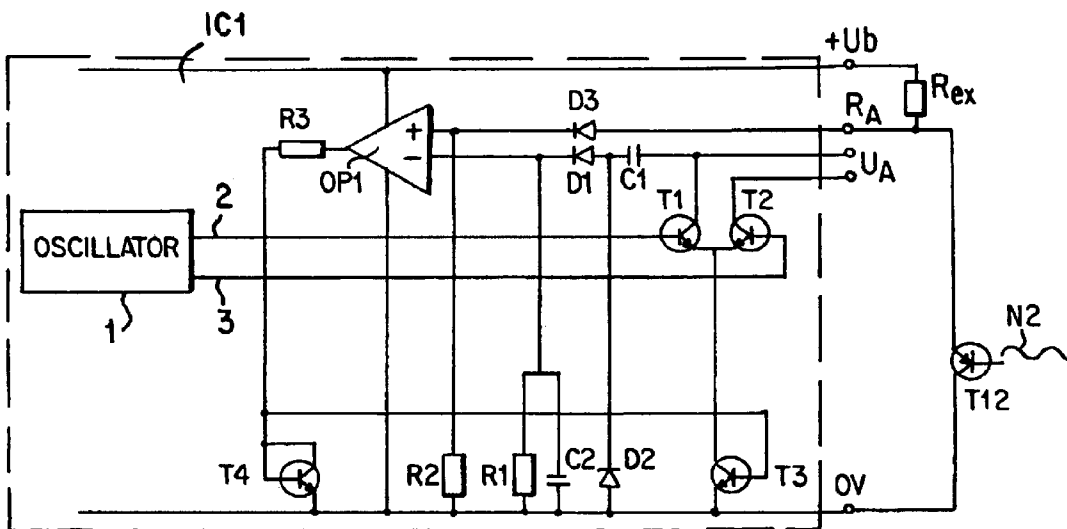 IC1
+Ub
Rex
R3
D3
RA
+
OP1
−
D1
C1
UA
T1
T2
2
OSCILLATOR
1
3
N2
T12
T4
R2
R1
C2
D2
T3
0V